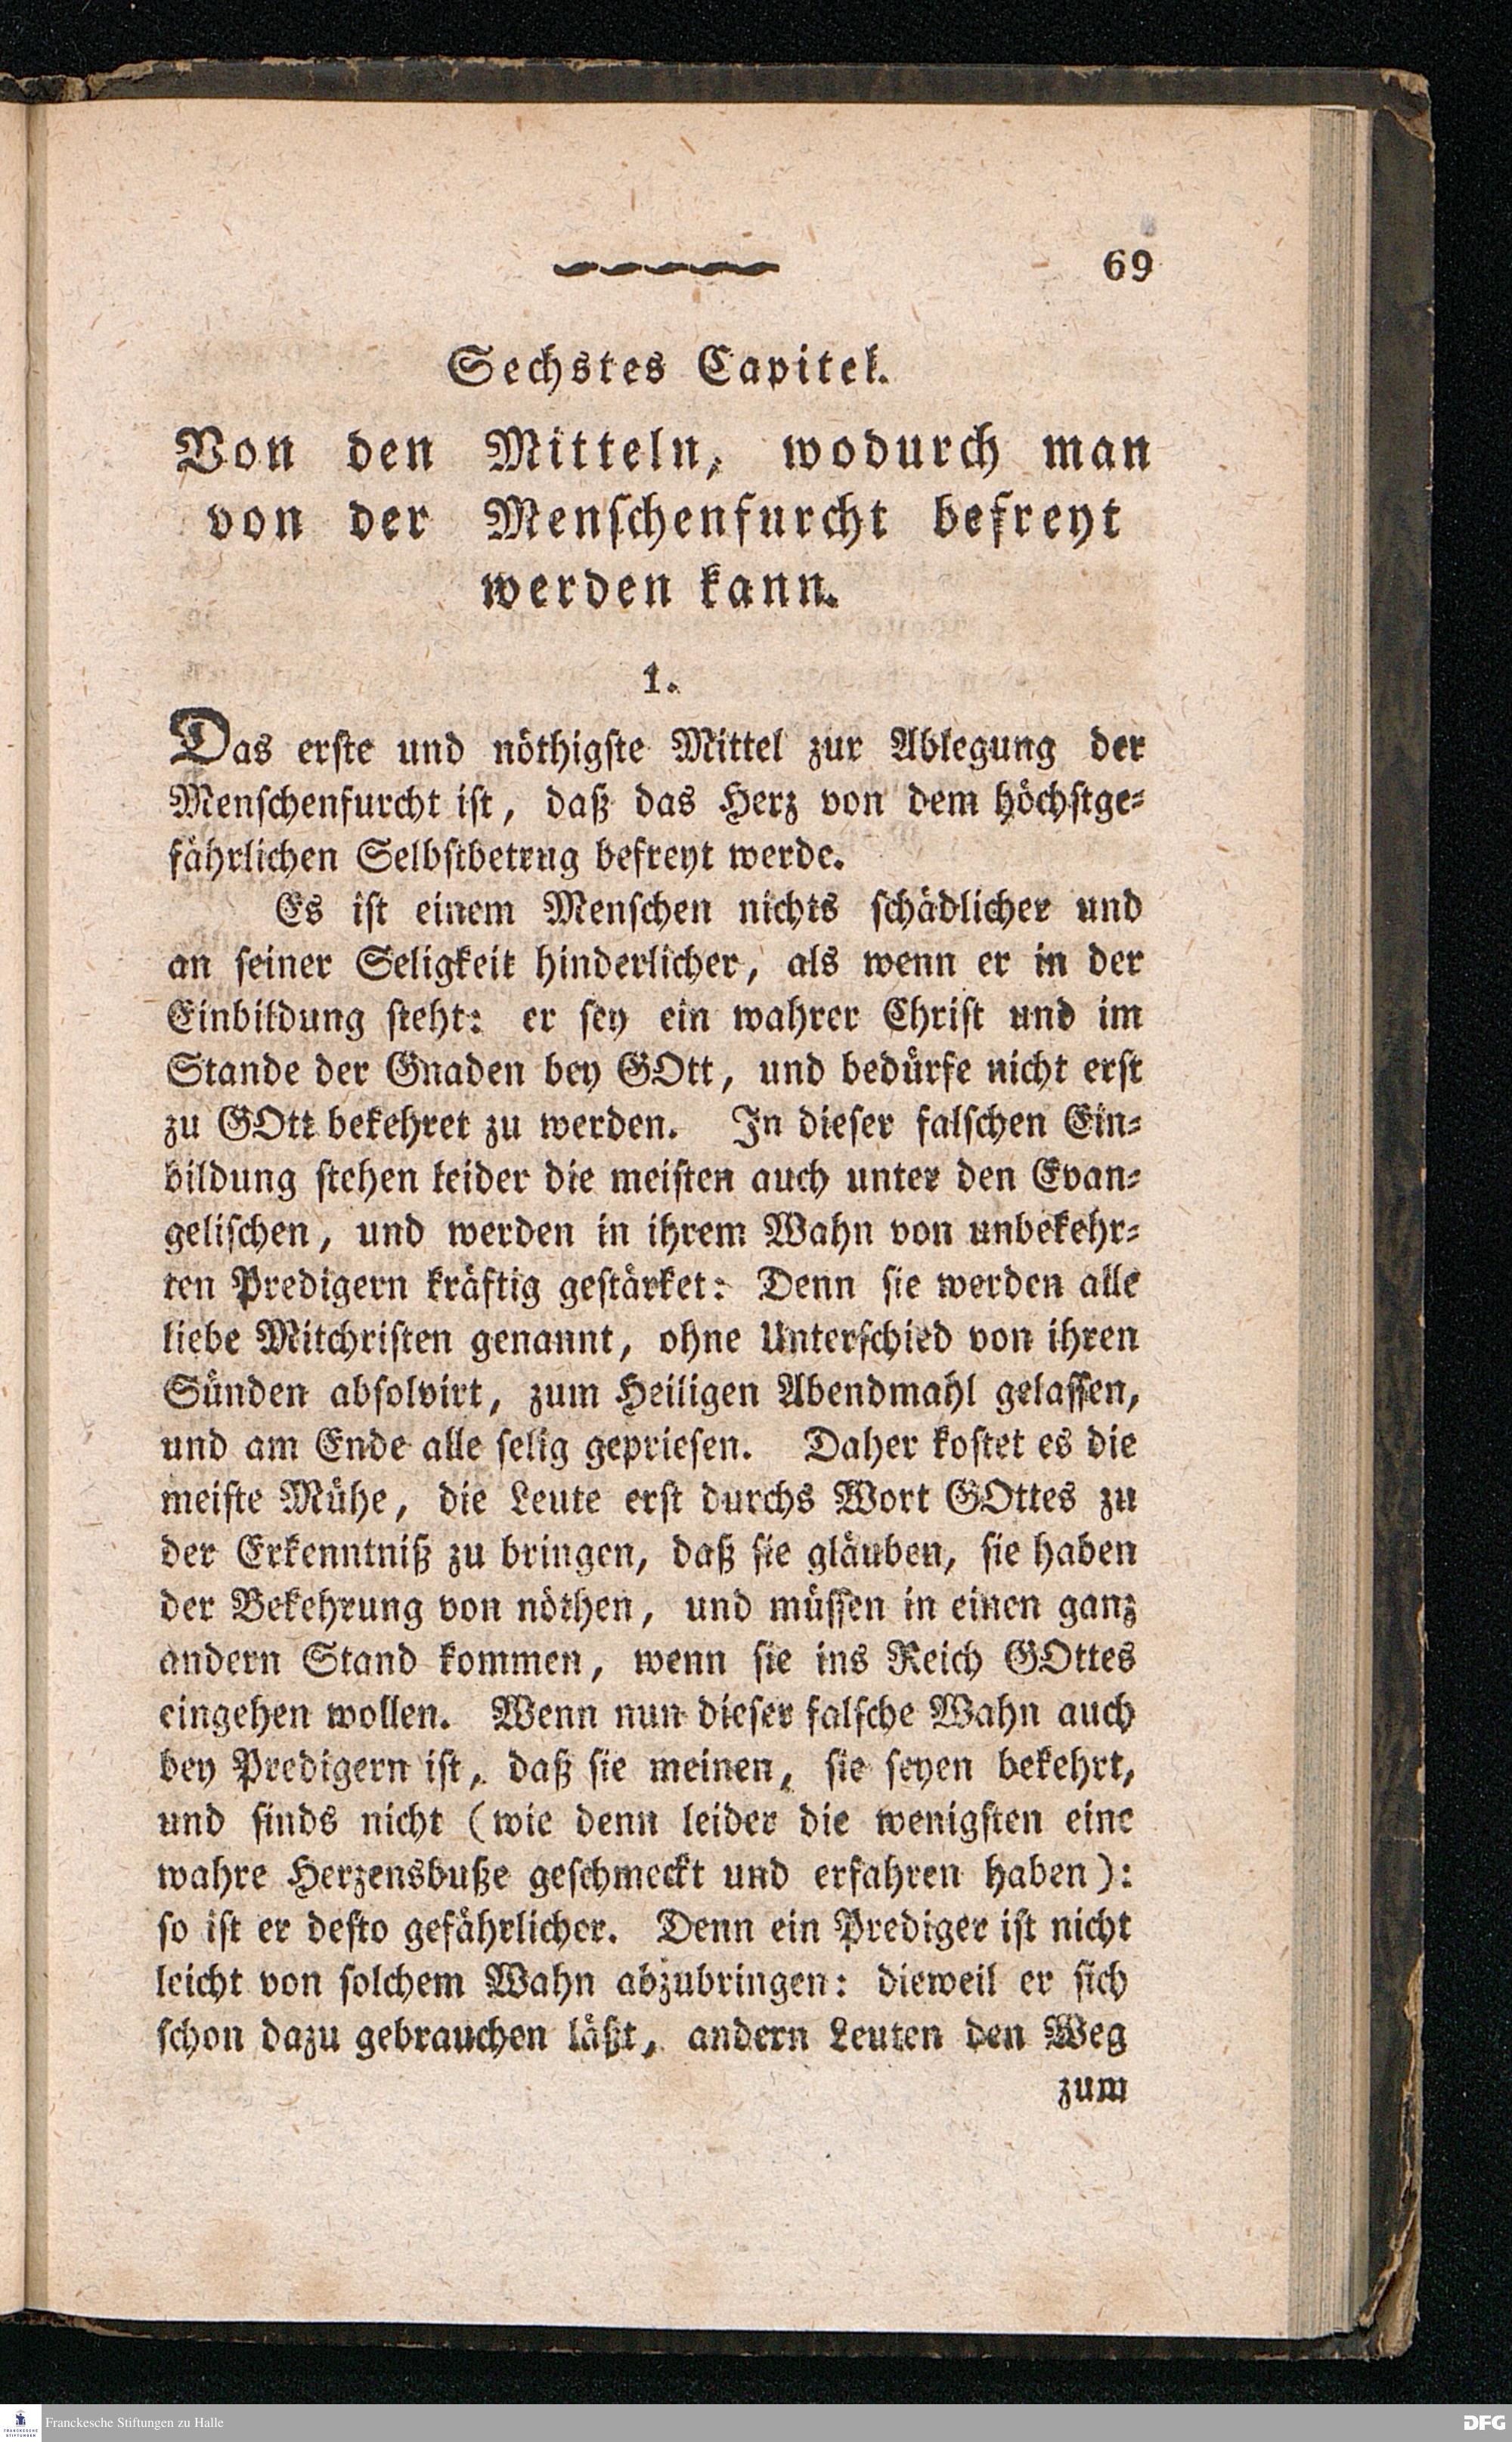 69
Sechstes Capitel.
Von den Mitteln, wodurch man
von der Menschenfurcht befreyt
werden kann.
1.
Das erste und nöthigste Mittel zur Ablegung der
Menschenfurcht ist, daß das Herz von dem höchstge-
fährlichen Selbstbetrug befreyt werde.
Es ist einem Menschen nichts schädlicher und
an seiner Seligkeit hinderlicher, als wenn er in der
Einbildung steht: er sey ein wahrer Christ und im
Stande der Gnaden bey GOtt, und bedürfe nicht erst
zu GOtt bekehret zu werden. In dieser falschen Ein-
bildung stehen leider die meisten auch unter den Evan-
gelischen, und werden in ihrem Wahn von unbekehr-
ten Predigern kräftig gestärket: Denn sie werden alle
liebe Mitchristen genannt, ohne Unterschied von ihren
Sünden absolvirt, zum Heiligen Abendmahl gelassen,
und am Ende alle selig gepriesen. Daher kostet es die
meiste Mühe, die Leute erst durchs Wort GOttes zu
der Erkenntniß zu bringen, daß sie gläuben, sie haben
der Bekehrung von nöthen, und müssen in einen ganz
andern Stand kommen, wenn sie ins Reich GOttes
eingehen wollen. Wenn nun dieser falsche Wahn auch
bey Predigern ist, daß sie meinen, sie seyen bekehrt,
und sinds nicht (wie denn leider die wenigsten eine
wahre Herzensbuße geschmeckt und erfahren haben):
so ist er desto gefährlicher. Denn ein Prediger ist nicht
leicht von solchem Wahn abzubringen: dieweil er sich
schon dazu gebrauchen läßt, andern Leuten den Weg
zum
Franckesche Stiftungen zu Halle
DFG